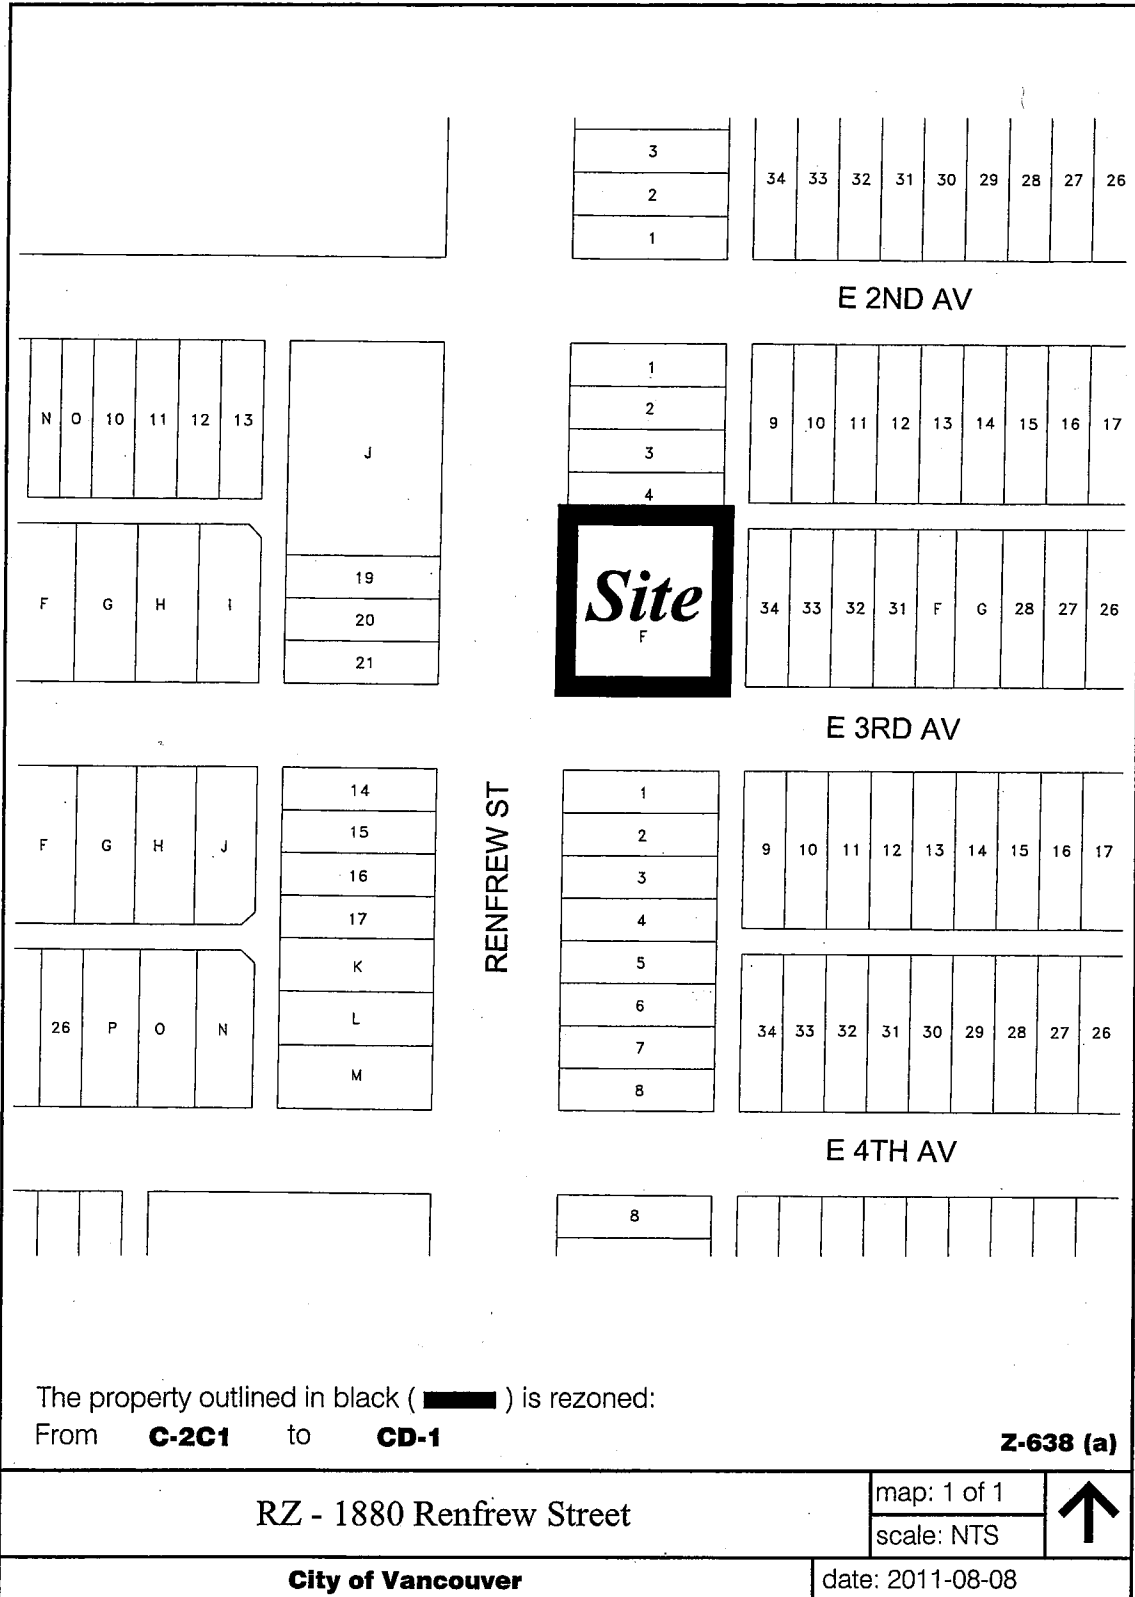 3
2
1
34 33 32 31 30 29 28 27 26
E 2ND AV
N O 10 11 12 13
J
1
2
3
4
9 10 11 12 13 14 15 16 17
F G H I
19
20
21
Site
F
34 33 32 31 F G 28 27 26
E 3RD AV
F G H J
14
15
16
17
K
L
M
RENFREW ST
1
2
3
4
5
6
7
8
9 10 11 12 13 14 15 16 17
26 P O N
34 33 32 31 30 29 28 27 26
E 4TH AV
8
The property outlined in black ( ) is rezoned:
From C-2C1 to CD-1
Z-638 (a)
RZ - 1880 Renfrew Street
map: 1 of 1
scale: NTS
City of Vancouver
date: 2011-08-08